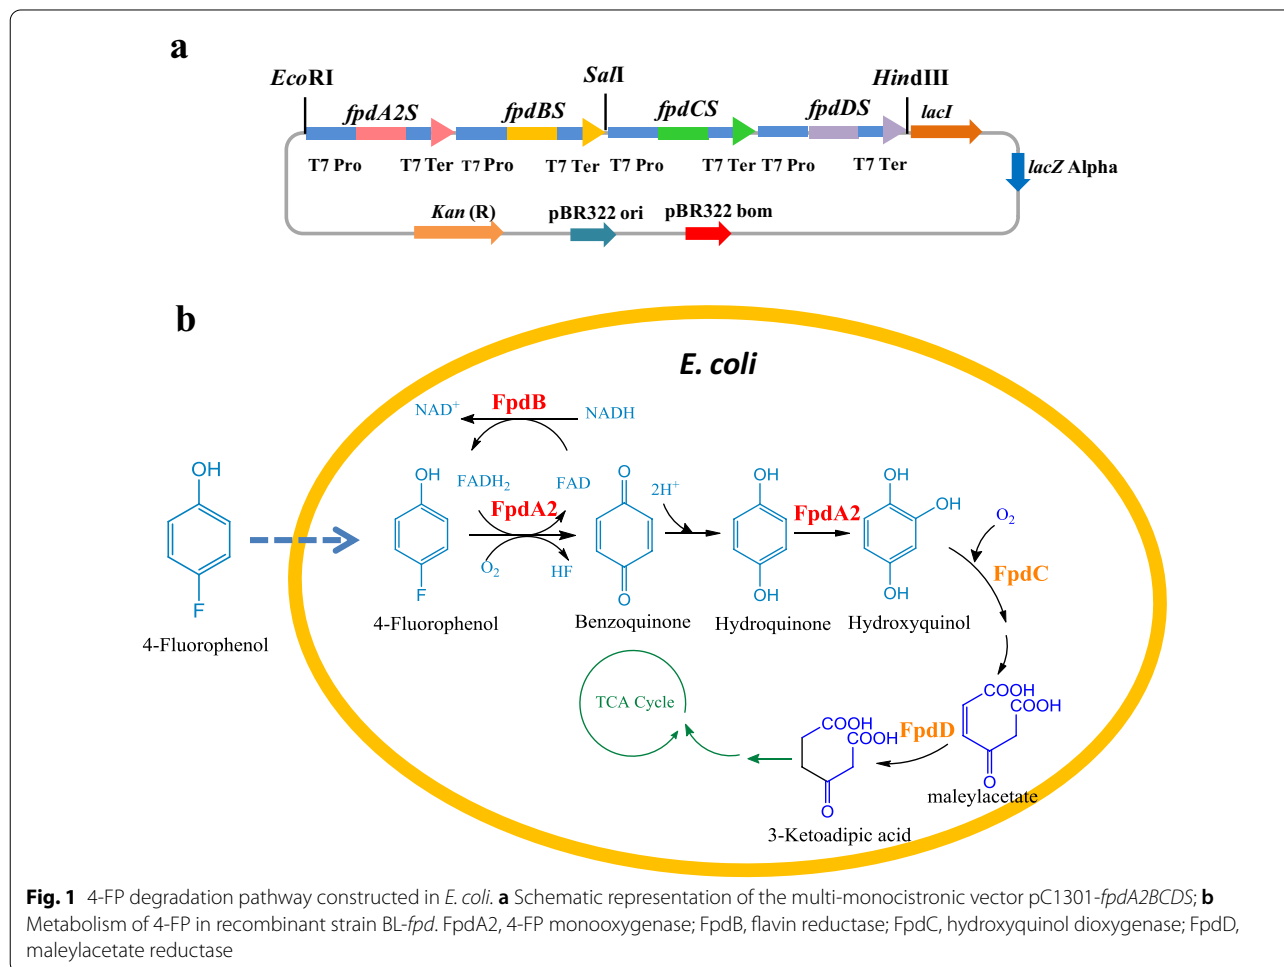 a
EcoRI
SalI
HindIII
fpdA2S
fpdBS
fpdCS
fpdDS
lacI
T7 Pro
T7 Ter
T7 Pro
T7 Ter
T7 Pro
T7 Ter
T7 Pro
T7 Ter
lacZ Alpha
Kan (R)
pBR322 ori
pBR322 bom
b
E. coli
NAD+
FpdB
NADH
OH
F
4-Fluorophenol
OH
F
4-Fluorophenol
FADH2
FAD
FpdA2
O2
HF
O
O
Benzoquinone
2H+
OH
OH
Hydroquinone
FpdA2
OH
OH
OH
Hydroxyquinol
O2
FpdC
COOH
COOH
O
maleylacetate
FpdD
COOH
COOH
O
3-Ketoadipic acid
TCA Cycle
Fig. 1 4-FP degradation pathway constructed in E. coli. a Schematic representation of the multi-monocistronic vector pC1301-fpdA2BCDS; b
Metabolism of 4-FP in recombinant strain BL-fpd. FpdA2, 4-FP monooxygenase; FpdB, flavin reductase; FpdC, hydroxyquinol dioxygenase; FpdD,
maleylacetate reductase